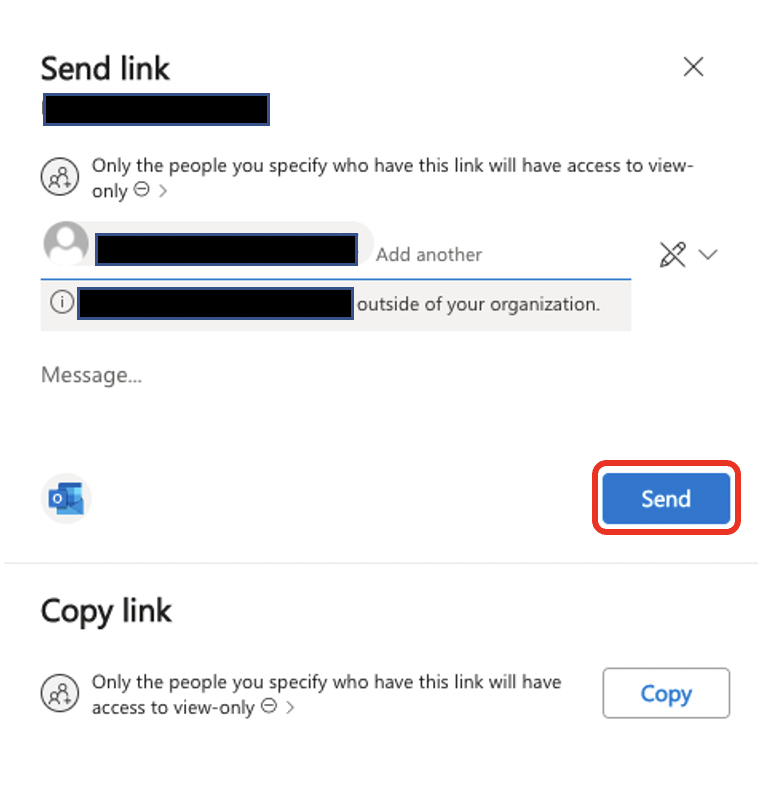 Send link
Only the people you specify who have this link will have access to view-
only
Add another
outside of your organization.
Message...
Send
Copy link
Only the people you specify who have this link will have
access to view-only
Copy